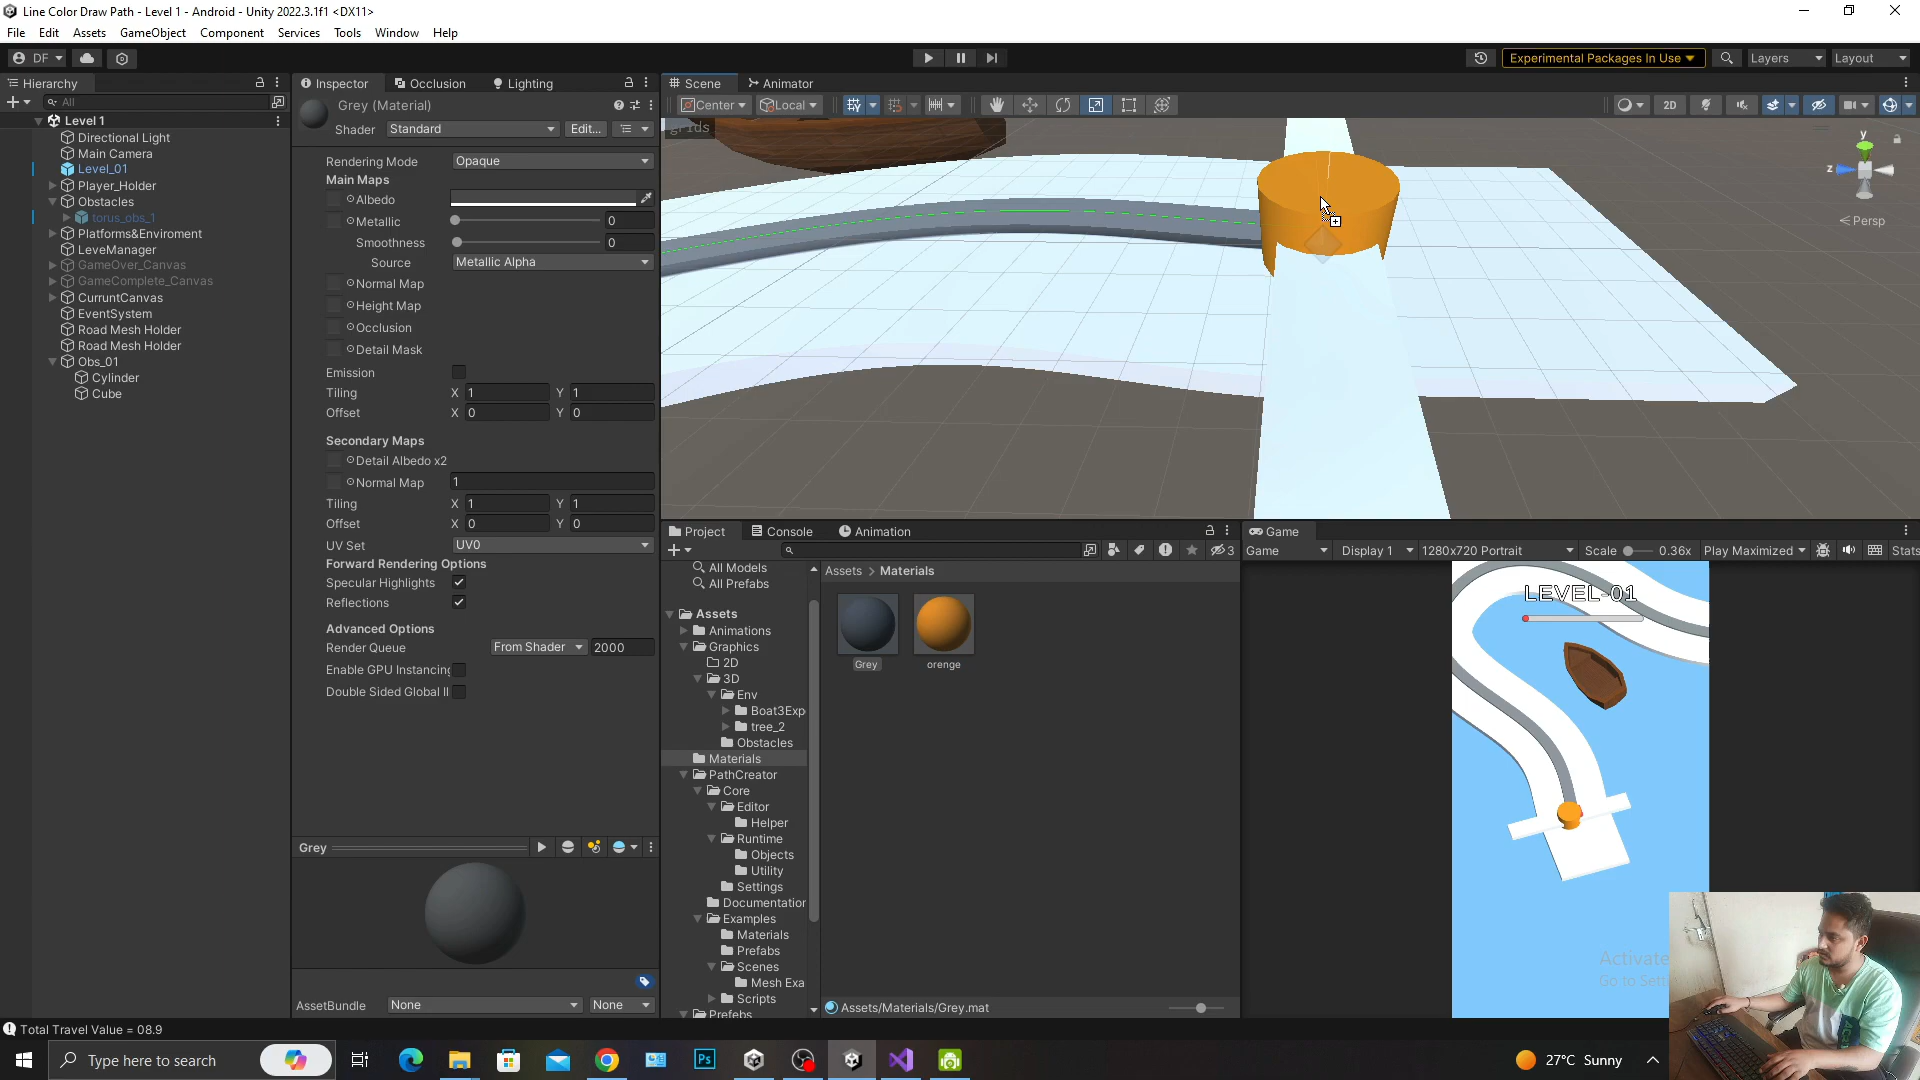 Line Color Draw Path - Level 1 - Android - Unity 2022.3.1f1 <DX11>
File Edit Assets GameObject Component Services Tools Window Help
DF Experimental Packages In Use Layers Layout
Hierarchy Inspector Occlusion Lighting Scene Animator
All
Grey (Material)
Center Local 2D
Shader Standard Edit...
grids
Level 1
Directional Light
Main Camera
Level_01
Player_Holder
Obstacles
torus_obs_1
Platforms&Enviroment
LeveManager
GameOver_Canvas
GameComplete_Canvas
CurruntCanvas
EventSystem
Road Mesh Holder
Road Mesh Holder
Obs_01
Cylinder
Cube
Rendering Mode Opaque
Main Maps
Albedo
Metallic 0
Smoothness 0
Source Metallic Alpha
Normal Map
Height Map
Occlusion
Detail Mask
Emission
Tiling X 1 Y 1
Offset X 0 Y 0
Secondary Maps
Detail Albedo x2
Normal Map 1
Tiling X 1 Y 1
Offset X 0 Y 0
UV Set UV0
Forward Rendering Options
Specular Highlights
Reflections
Advanced Options
Render Queue From Shader 2000
Enable GPU Instancing
Double Sided Global Il
Grey
AssetBundle None None
y
z
Persp
Project Console Animation
3
All Models
All Prefabs
Assets
Animations
Graphics
2D
3D
Env
Boat3Exp
tree_2
Obstacles
Materials
PathCreator
Core
Editor
Helper
Runtime
Objects
Utility
Settings
Documentation
Examples
Materials
Prefabs
Scenes
Mesh Exa
Scripts
Prefebs
Assets > Materials
Grey orenge
Assets/Materials/Grey.mat
Game
Game Display 1 1280x720 Portrait Scale 0.36x Play Maximized Stats
LEVEL-01
Activate
Go to Sett
Total Travel Value = 08.9
Type here to search
Ps
27°C Sunny